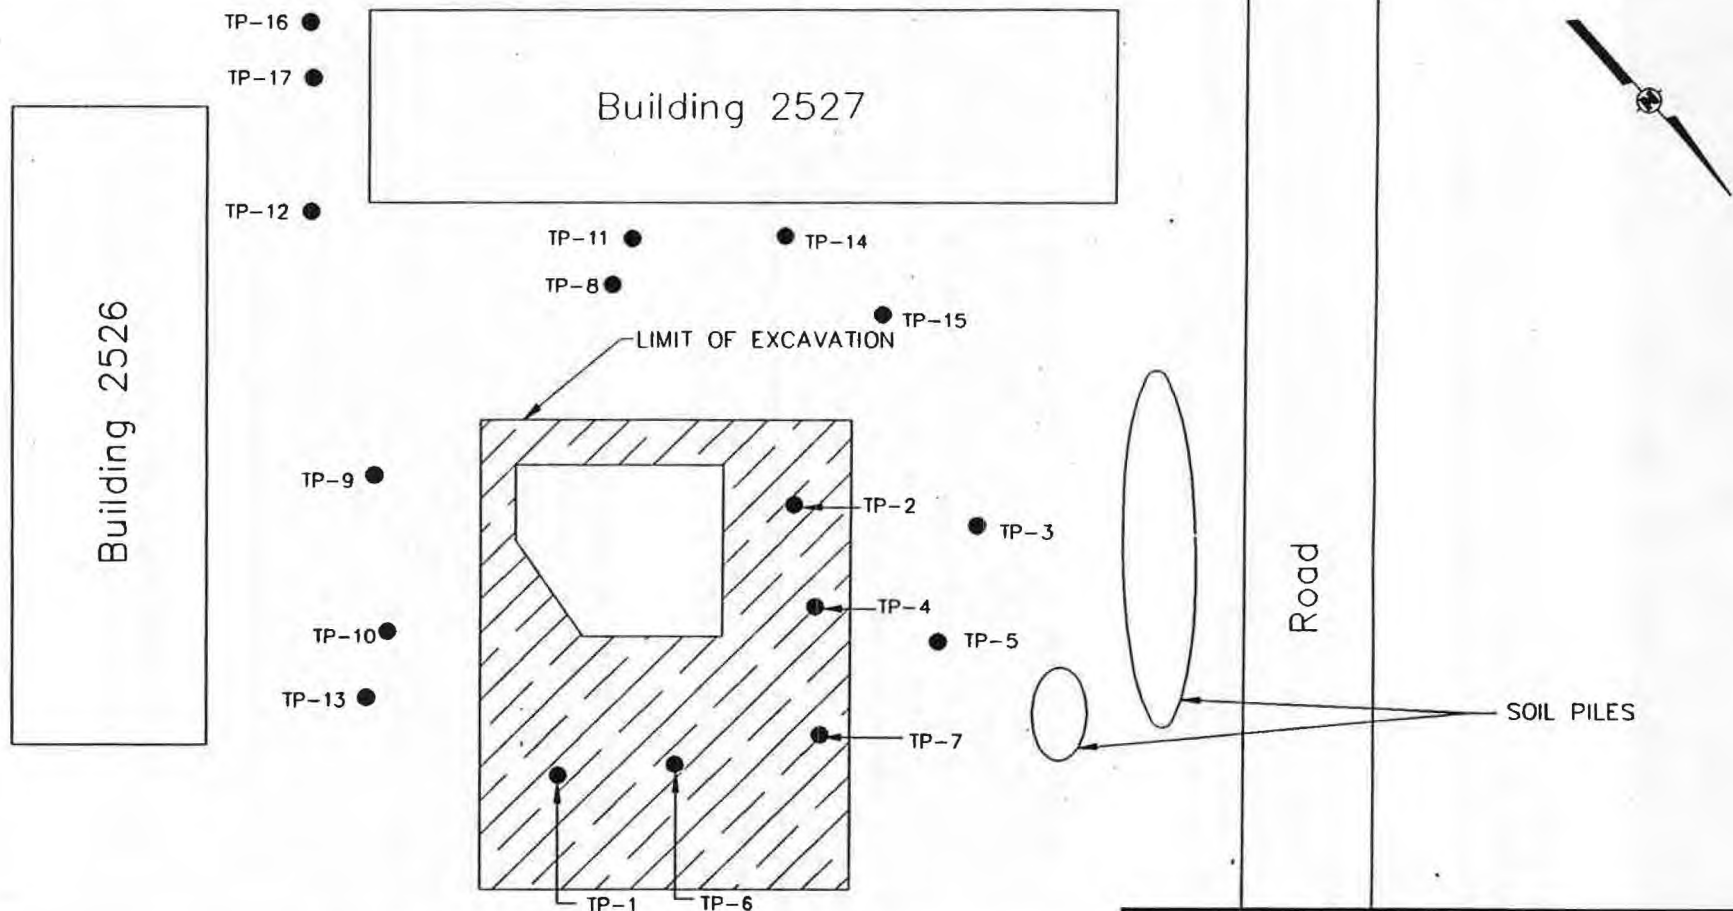 TP-16
TP-17
Building 2527
TP-12
TP-11
TP-14
TP-8
TP-15
LIMIT OF EXCAVATION
Building 2526
TP-9
TP-2
TP-3
TP-4
TP-10
TP-5
Road
TP-13
SOIL PILES
TP-7
TP-1
TP-6
N